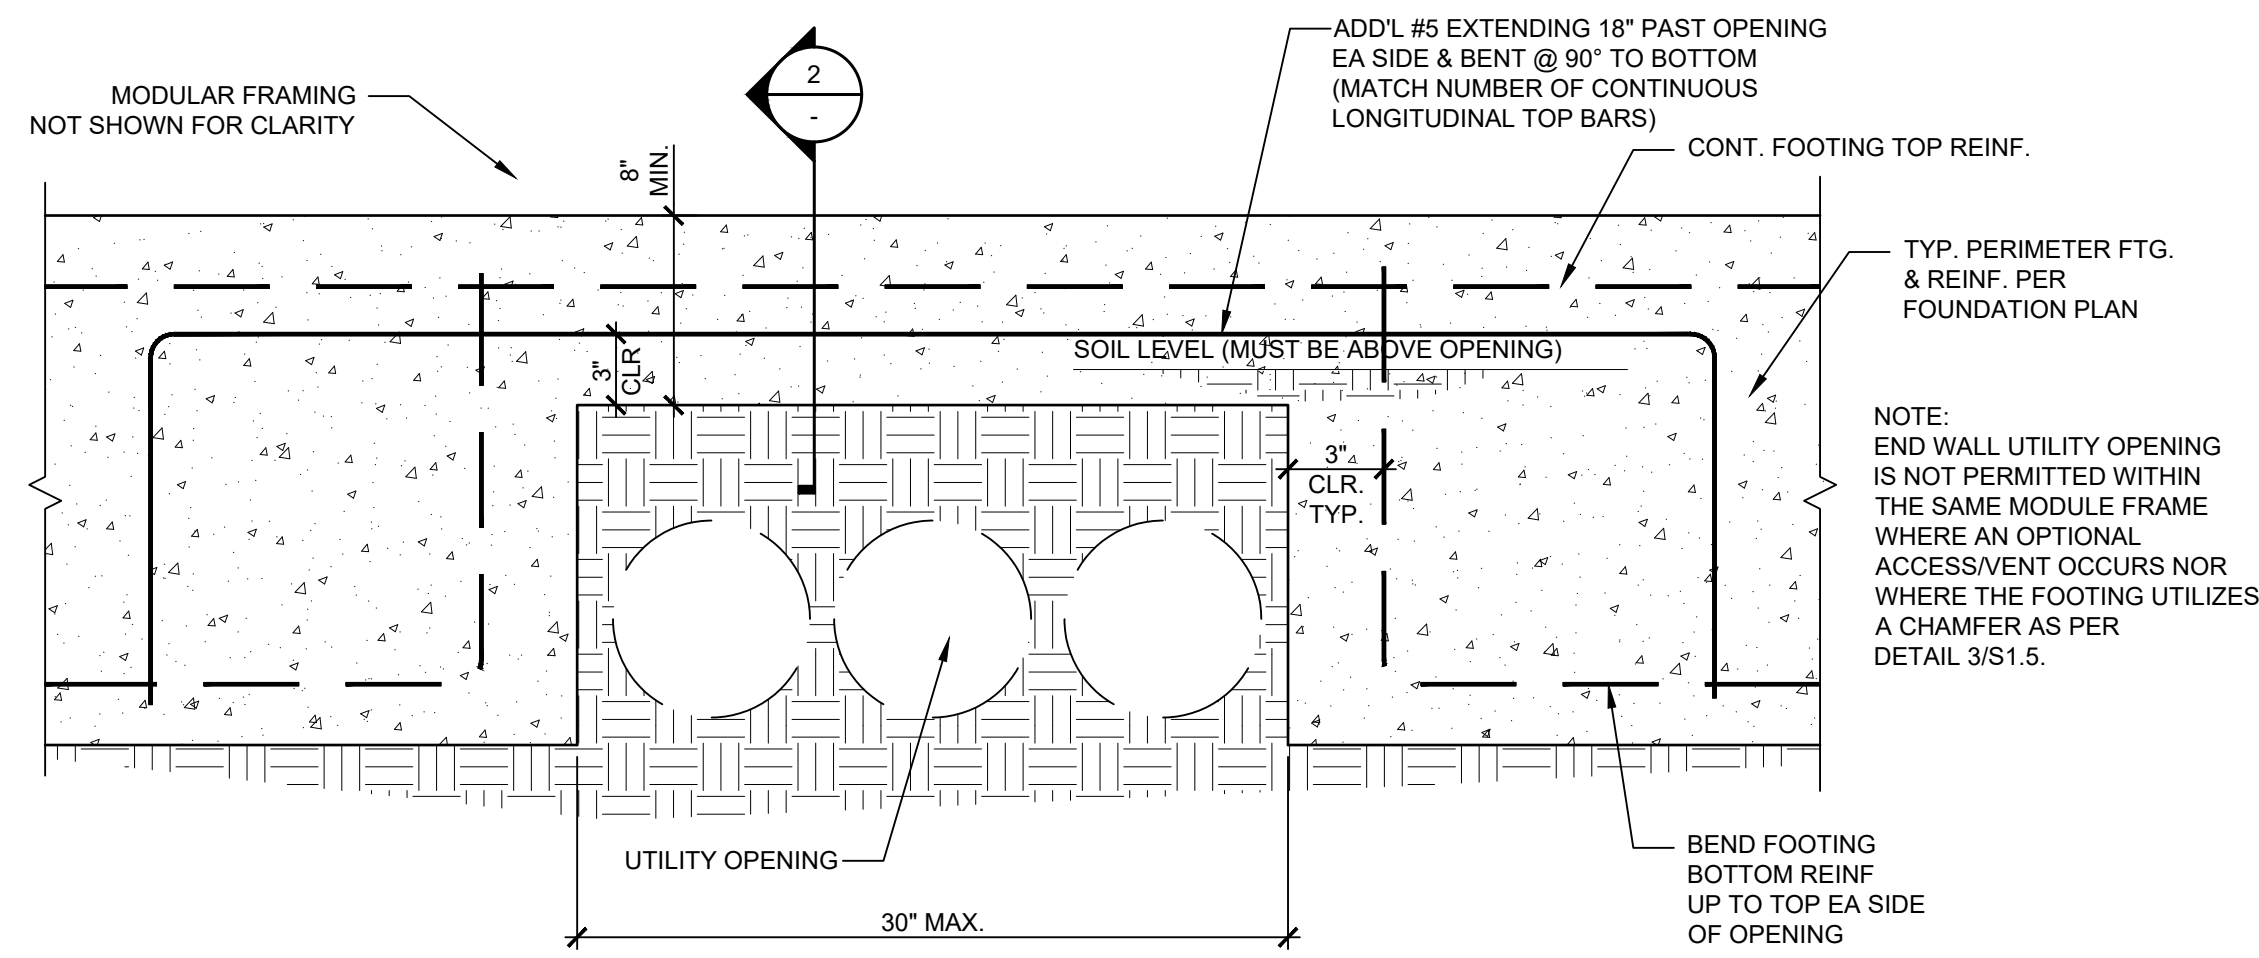 ADD'L #5 EXTENDING 18" PAST OPENING
EA SIDE & BENT @ 90° TO BOTTOM
(MATCH NUMBER OF CONTINUOUS
LONGITUDINAL TOP BARS)
2
-
MODULAR FRAMING
NOT SHOWN FOR CLARITY
8"
MIN.
CONT. FOOTING TOP REINF.
TYP. PERIMETER FTG.
& REINF. PER
FOUNDATION PLAN
3"
CLR
SOIL LEVEL (MUST BE ABOVE OPENING)
3"
CLR.
TYP.
NOTE:
END WALL UTILITY OPENING
IS NOT PERMITTED WITHIN
THE SAME MODULE FRAME
WHERE AN OPTIONAL
ACCESS/VENT OCCURS NOR
WHERE THE FOOTING UTILIZES
A CHAMFER AS PER
DETAIL 3/S1.5.
UTILITY OPENING
30" MAX.
BEND FOOTING
BOTTOM REINF
UP TO TOP EA SIDE
OF OPENING